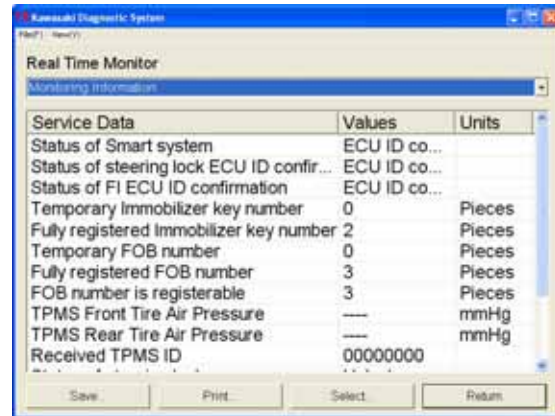 Kawasaki Diagnostic System
File(F) View(V)
Real Time Monitor
Monitoring Information
Service Data Values Units
Status of Smart system ECU ID co...
Status of steering lock ECU ID confir... ECU ID co...
Status of FI ECU ID confirmation ECU ID co...
Temporary Immobilizer key number 0 Pieces
Fully registered Immobilizer key number 2 Pieces
Temporary FOB number 0 Pieces
Fully registered FOB number 3 Pieces
FOB number is registerable 3 Pieces
TPMS Front Tire Air Pressure ---- mmHg
TPMS Rear Tire Air Pressure ---- mmHg
Received TPMS ID 00000000
Save... Print... Select... Return